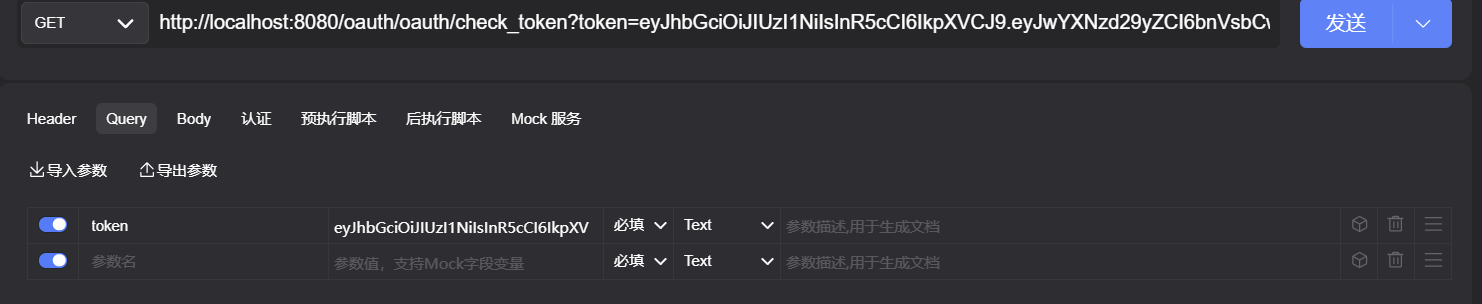 GET http://localhost:8080/oauth/oauth/check_token?token=eyJhbGciOiJIUzI1NiIsInR5cCI6IkpXVCJ9.eyJwYXNzd29yZCI6bnVsbCw 发送
Header Query Body 认证 预执行脚本 后执行脚本 Mock 服务
导入参数 导出参数
token eyJhbGciOiJIUzI1NiIsInR5cCI6IkpXV 必填 Text 参数描述,用于生成文档
参数名 参数值，支持Mock字段变量 必填 Text 参数描述,用于生成文档